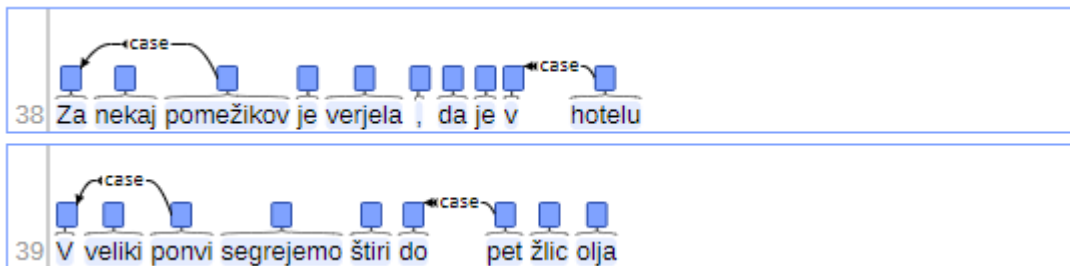 case case
38 Za nekaj pomežikov je verjela , da je v hotelu
case case
39 V veliki ponvi segrejemo štiri do pet žlic olja